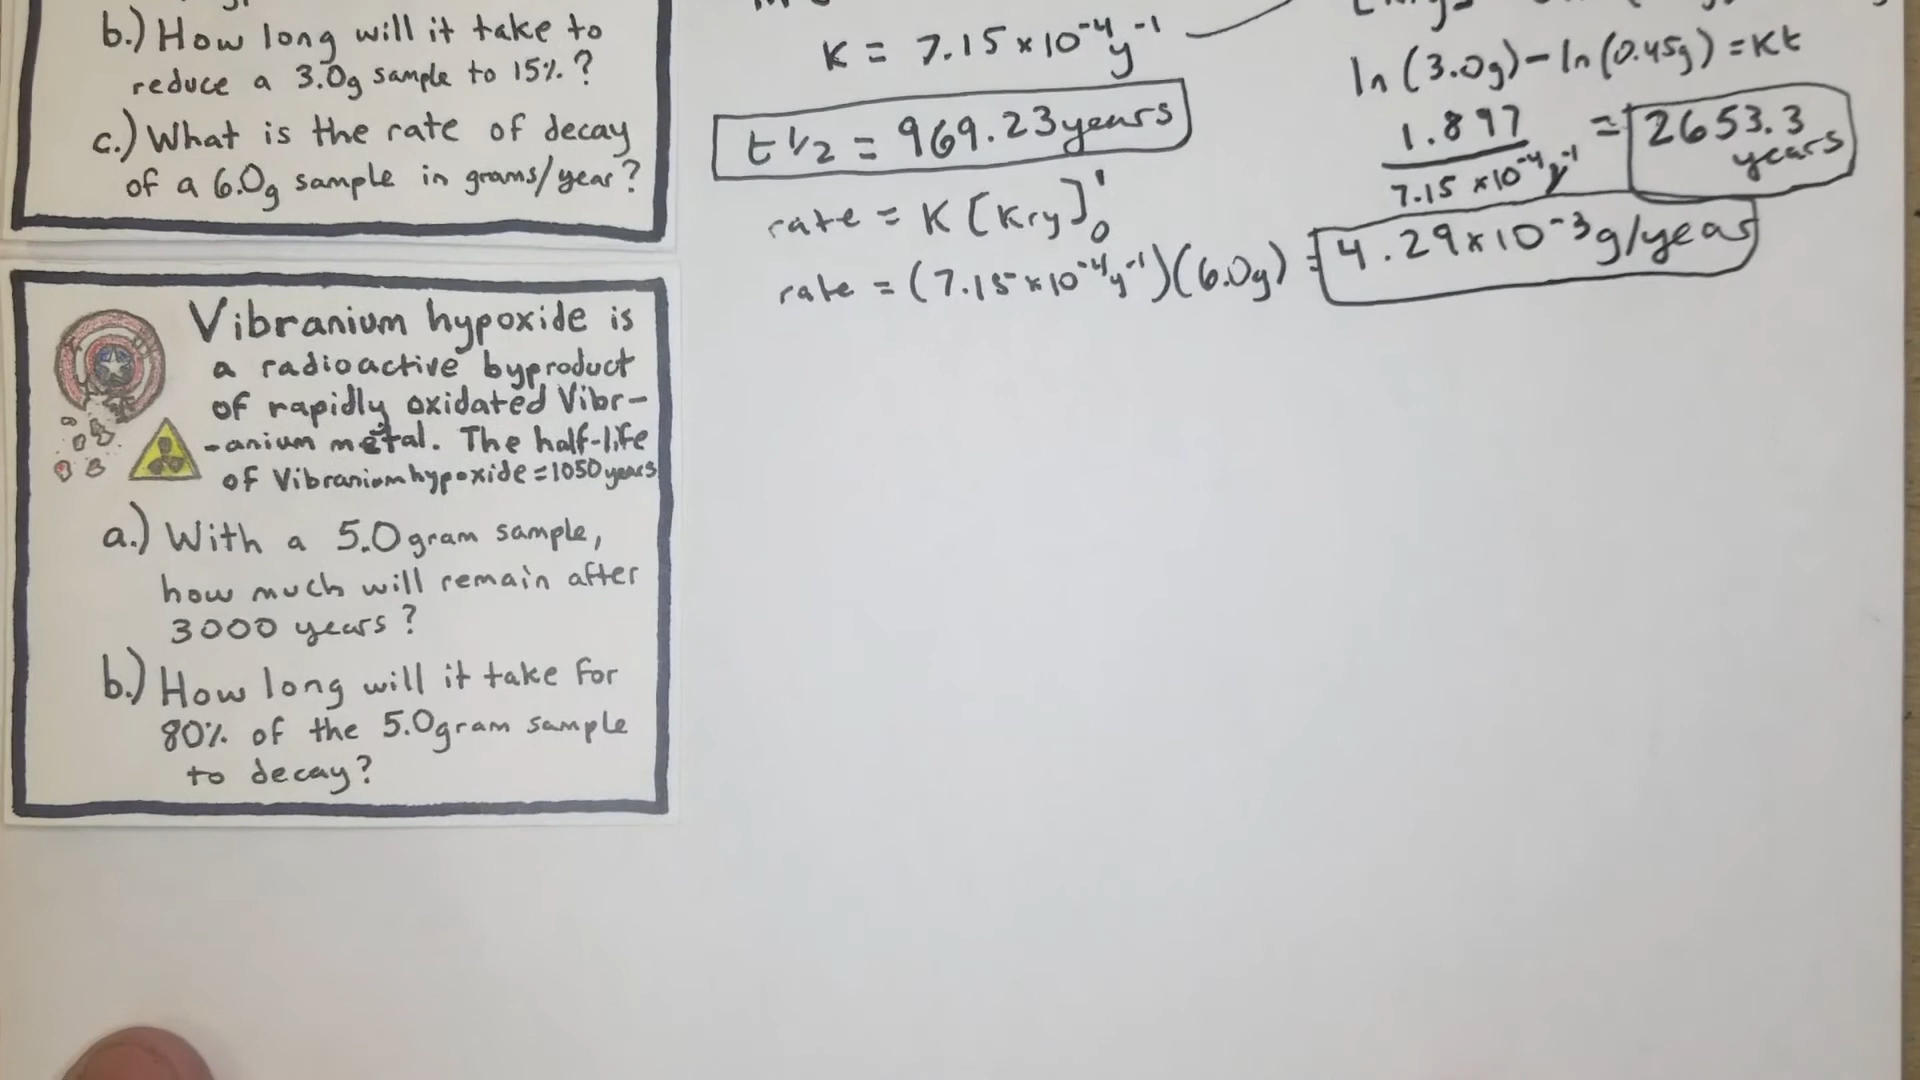 b.) How long will it take to
reduce a 3.0g sample to 15%?
c.) What is the rate of decay
of a 6.0g sample in grams/year?
K = 7.15 x 10⁻⁴ y⁻¹
t 1/2 = 969.23 years
rate = K [Kry]₀¹
rate = (7.15 x 10⁻⁴ y⁻¹)(6.0g) = 4.29 x 10⁻³ g/year
ln (3.0g) - ln (0.45g) = Kt
1.897
7.15 x 10⁻⁴ y⁻¹
= 2653.3
years
Vibranium hypoxide is
a radioactive byproduct
of rapidly oxidated Vibr-
-anium metal. The half-life
of Vibranium hypoxide = 1050 years
a.) With a 5.0 gram sample,
how much will remain after
3000 years?
b.) How long will it take for
80% of the 5.0 gram sample
to decay?